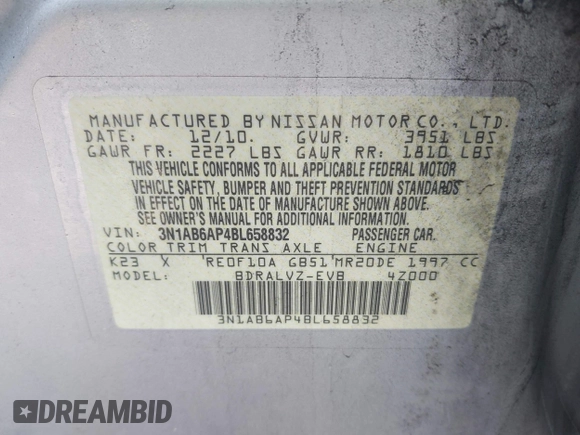 MANUFACTURED BY NISSAN MOTOR CO., LTD.
DATE: 12/10. GVWR: 3951 LBS
GAWR FR: 2227 LBS GAWR RR: 1810 LBS
THIS VEHICLE CONFORMS TO ALL APPLICABLE FEDERAL MOTOR
VEHICLE SAFETY, BUMPER AND THEFT PREVENTION STANDARDS
IN EFFECT ON THE DATE OF MANUFACTURE SHOWN ABOVE.
SEE OWNER'S MANUAL FOR ADDITIONAL INFORMATION.
VIN: 3N1AB6AP4BL658832 PASSENGER CAR.
COLOR TRIM TRANS AXLE ENGINE
K23 X 'RE0F10A GB51'MR20DE 1997 CC
MODEL: BDRALVZ-EVB 4Z000
3N1AB6AP4BL658832
DREAMBID